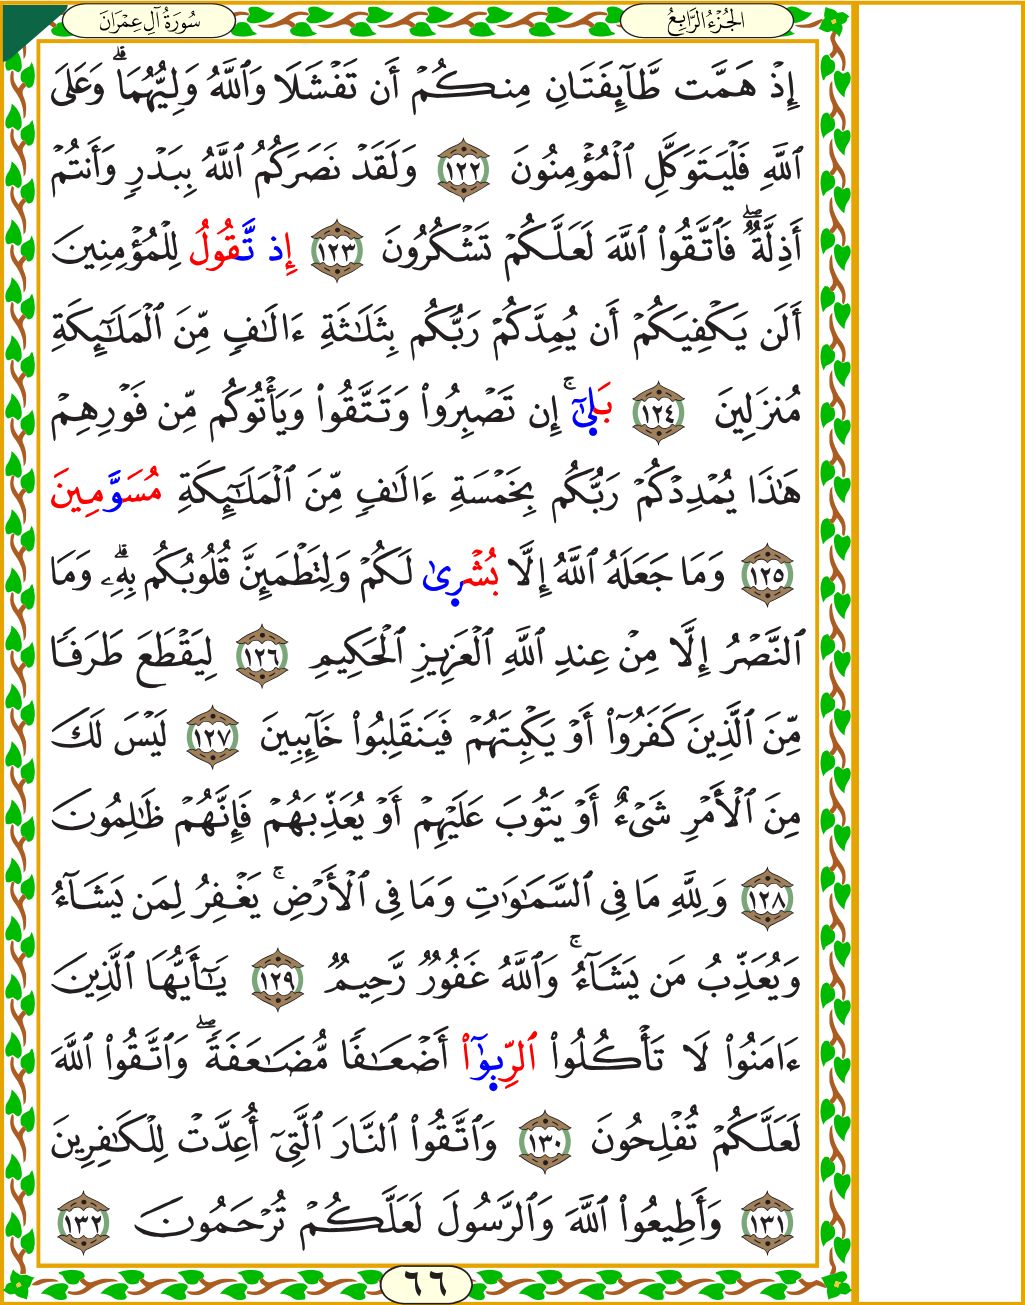 الجُزْءُ الرَّابِعُ
سُورَةُ آلِ عِمْرَان
إِذْ هَمَّت طَّآئِفَتَانِ مِنكُمْ أَن تَفْشَلَا وَٱللَّهُ وَلِيُّهُمَاۗ وَعَلَى
ٱللَّهِ فَلْيَتَوَكَّلِ ٱلْمُؤْمِنُونَ ١٢٢ وَلَقَدْ نَصَرَكُمُ ٱللَّهُ بِبَدْرٍ وَأَنتُمْ
أَذِلَّةٌۖ فَٱتَّقُوا۟ ٱللَّهَ لَعَلَّكُمْ تَشْكُرُونَ ١٢٣ إِذ تَّقُولُ لِلْمُؤْمِنِينَ
أَلَن يَكْفِيَكُمْ أَن يُمِدَّكُمْ رَبُّكُم بِثَلَٰثَةِ ءَالَٰفٍ مِّنَ ٱلْمَلَٰٓئِكَةِ
مُنزَلِينَ ١٢٤ بَلَىٰٓۚ إِن تَصْبِرُوا۟ وَتَتَّقُوا۟ وَيَأْتُوكُم مِّن فَوْرِهِمْ
هَٰذَا يُمْدِدْكُمْ رَبُّكُم بِخَمْسَةِ ءَالَٰفٍ مِّنَ ٱلْمَلَٰٓئِكَةِ مُسَوَّمِينَ
١٢٥ وَمَا جَعَلَهُ ٱللَّهُ إِلَّا بُشْرَىٰ لَكُمْ وَلِتَطْمَئِنَّ قُلُوبُكُم بِهِۦۗ وَمَا
ٱلنَّصْرُ إِلَّا مِنْ عِندِ ٱللَّهِ ٱلْعَزِيزِ ٱلْحَكِيمِ ١٢٦ لِيَقْطَعَ طَرَفًا
مِّنَ ٱلَّذِينَ كَفَرُوٓا۟ أَوْ يَكْبِتَهُمْ فَيَنقَلِبُوا۟ خَآئِبِينَ ١٢٧ لَيْسَ لَكَ
مِنَ ٱلْأَمْرِ شَىْءٌ أَوْ يَتُوبَ عَلَيْهِمْ أَوْ يُعَذِّبَهُمْ فَإِنَّهُمْ ظَٰلِمُونَ
١٢٨ وَلِلَّهِ مَا فِى ٱلسَّمَٰوَٰتِ وَمَا فِى ٱلْأَرْضِۚ يَغْفِرُ لِمَن يَشَآءُ
وَيُعَذِّبُ مَن يَشَآءُۚ وَٱللَّهُ غَفُورٌ رَّحِيمٌ ١٢٩ يَٰٓأَيُّهَا ٱلَّذِينَ
ءَامَنُوا۟ لَا تَأْكُلُوا۟ ٱلرِّبَوٰٓا۟ أَضْعَٰفًا مُّضَٰعَفَةًۖ وَٱتَّقُوا۟ ٱللَّهَ
لَعَلَّكُمْ تُفْلِحُونَ ١٣٠ وَٱتَّقُوا۟ ٱلنَّارَ ٱلَّتِىٓ أُعِدَّتْ لِلْكَٰفِرِينَ
١٣١ وَأَطِيعُوا۟ ٱللَّهَ وَٱلرَّسُولَ لَعَلَّكُمْ تُرْحَمُونَ ١٣٢
٦٦